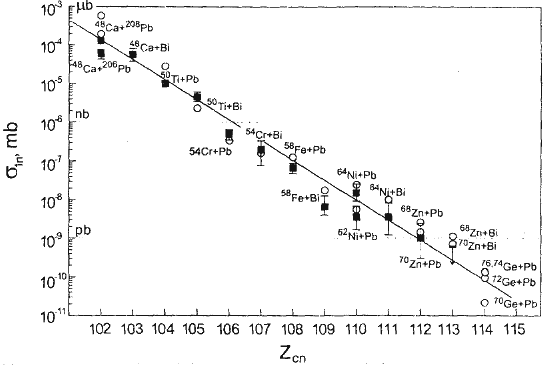 10⁻³
μb
⁴⁸Ca+²⁰⁸Pb
⁴⁸Ca+Bi
10⁻⁴
⁴⁸Ca+²⁰⁶Pb
⁵⁰Ti+Pb
10⁻⁵
⁵⁰Ti+Bi
nb
10⁻⁶
⁵⁴Cr+Bi
⁵⁴Cr+Pb
⁵⁸Fe+Pb
10⁻⁷
⁶⁴Ni+Pb
⁶⁴Ni+Bi
⁵⁸Fe+Bi
10⁻⁸
⁶⁸Zn+Pb
pb
⁶²Ni+Pb
⁶⁸Zn+Bi
10⁻⁹
⁷⁰Zn+Bi
⁷⁰Zn+Pb
⁷⁶,⁷⁴Ge+Pb
10⁻¹⁰
⁷²Ge+Pb
⁷⁰Ge+Pb
10⁻¹¹
σ₁ₙ, mb
102 103 104 105 106 107 108 109 110 111 112 113 114 115
Z_cn